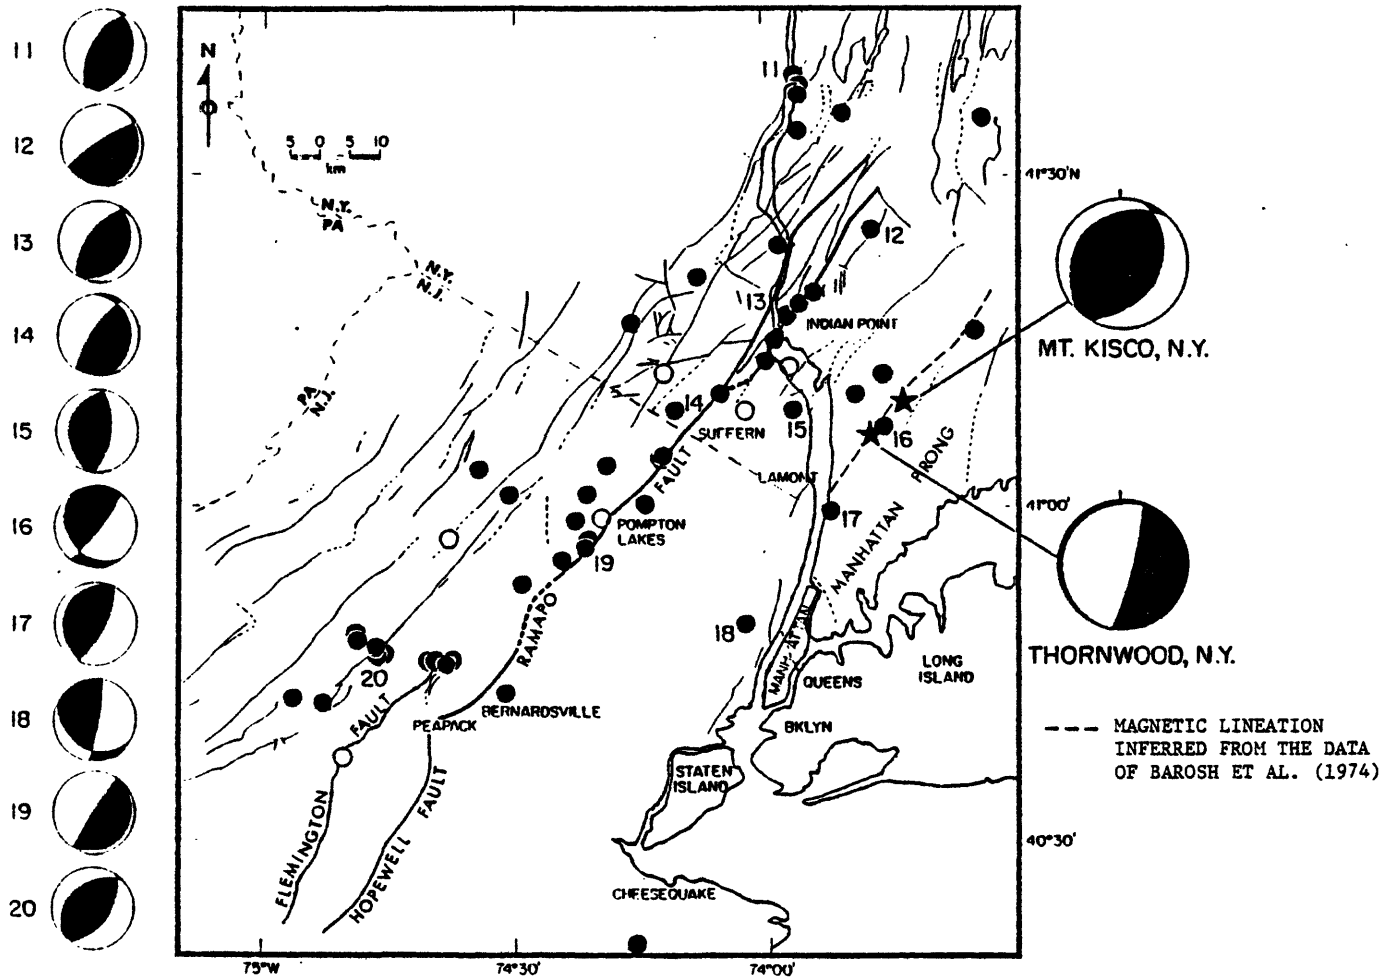 11
12
13
14
15
16
17
18
19
20
N
5 0 5 10
km
N.Y.
PA
N.Y.
N.J.
PA
N.J.
11
12
13
11
INDIAN POINT
14
SUFFERN
15
16
LAMONT
FAULT
POMPTON
LAKES
17
19
RAMAPO
MANHATTAN
PRONG
18
MANHATTAN
QUEENS
LONG
ISLAND
20
FAULT
PEAPACK
BERNARDSVILLE
BKLYN
STATEN
ISLAND
FLEMINGTON
HOPEWELL FAULT
CHEESEQUAKE
41°30'N
41°00'
40°30'
75°W
74°30'
74°00'
MT. KISCO, N.Y.
THORNWOOD, N.Y.
--- MAGNETIC LINEATION
INFERRED FROM THE DATA
OF BAROSH ET AL. (1974)